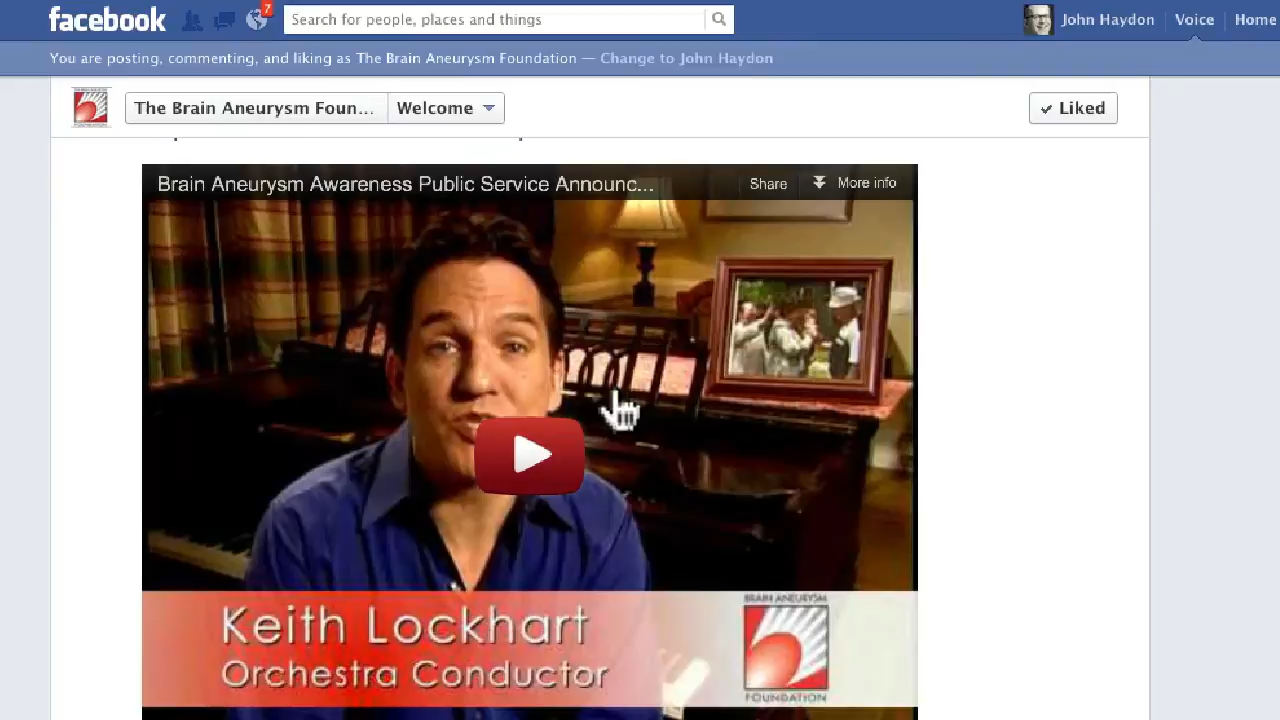 facebook
7
Search for people, places and things
John Haydon
Voice
Home
You are posting, commenting, and liking as The Brain Aneurysm Foundation — Change to John Haydon
The Brain Aneurysm Foun...
Welcome
Liked
Brain Aneurysm Awareness Public Service Announc...
Share
More info
Keith Lockhart
Orchestra Conductor
BRAIN ANEURYSM
FOUNDATION